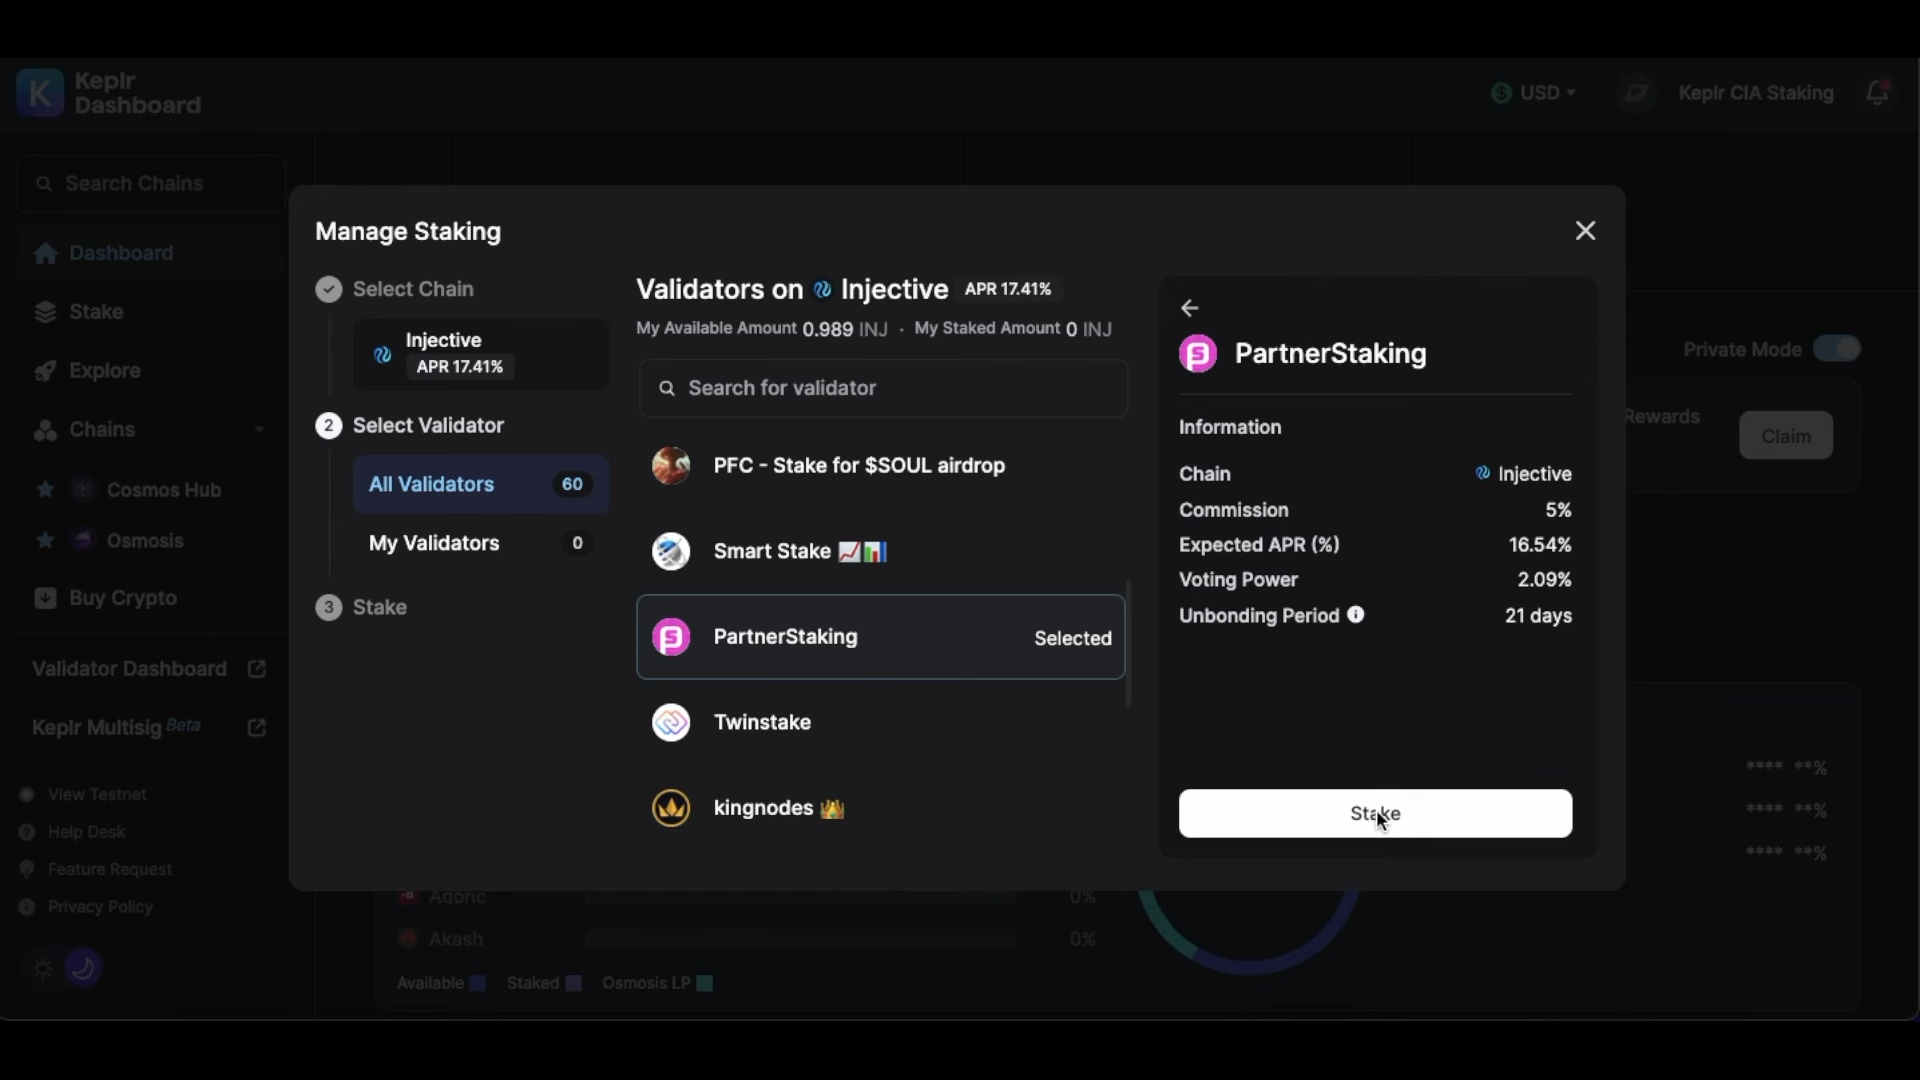 Keplr
Dashboard
USD
Keplr CIA Staking
Search Chains
Dashboard
Stake
Explore
Chains
Cosmos Hub
Osmosis
Buy Crypto
Validator Dashboard
Keplr Multisig Beta
View Testnet
Help Desk
Feature Request
Privacy Policy
Manage Staking
Select Chain
Injective
APR 17.41%
2 Select Validator
All Validators 60
My Validators 0
3 Stake
Validators on Injective APR 17.41%
My Available Amount 0.989 INJ · My Staked Amount 0 INJ
Search for validator
PFC - Stake for $SOUL airdrop
Smart Stake 📈📊
PartnerStaking Selected
Twinstake
kingnodes 👑
PartnerStaking
Information
Chain Injective
Commission 5%
Expected APR (%) 16.54%
Voting Power 2.09%
Unbonding Period 21 days
Stake
Private Mode
Rewards
Claim
**** **%
**** **%
**** **%
Agoric 0%
Akash 0%
Available Staked Osmosis LP